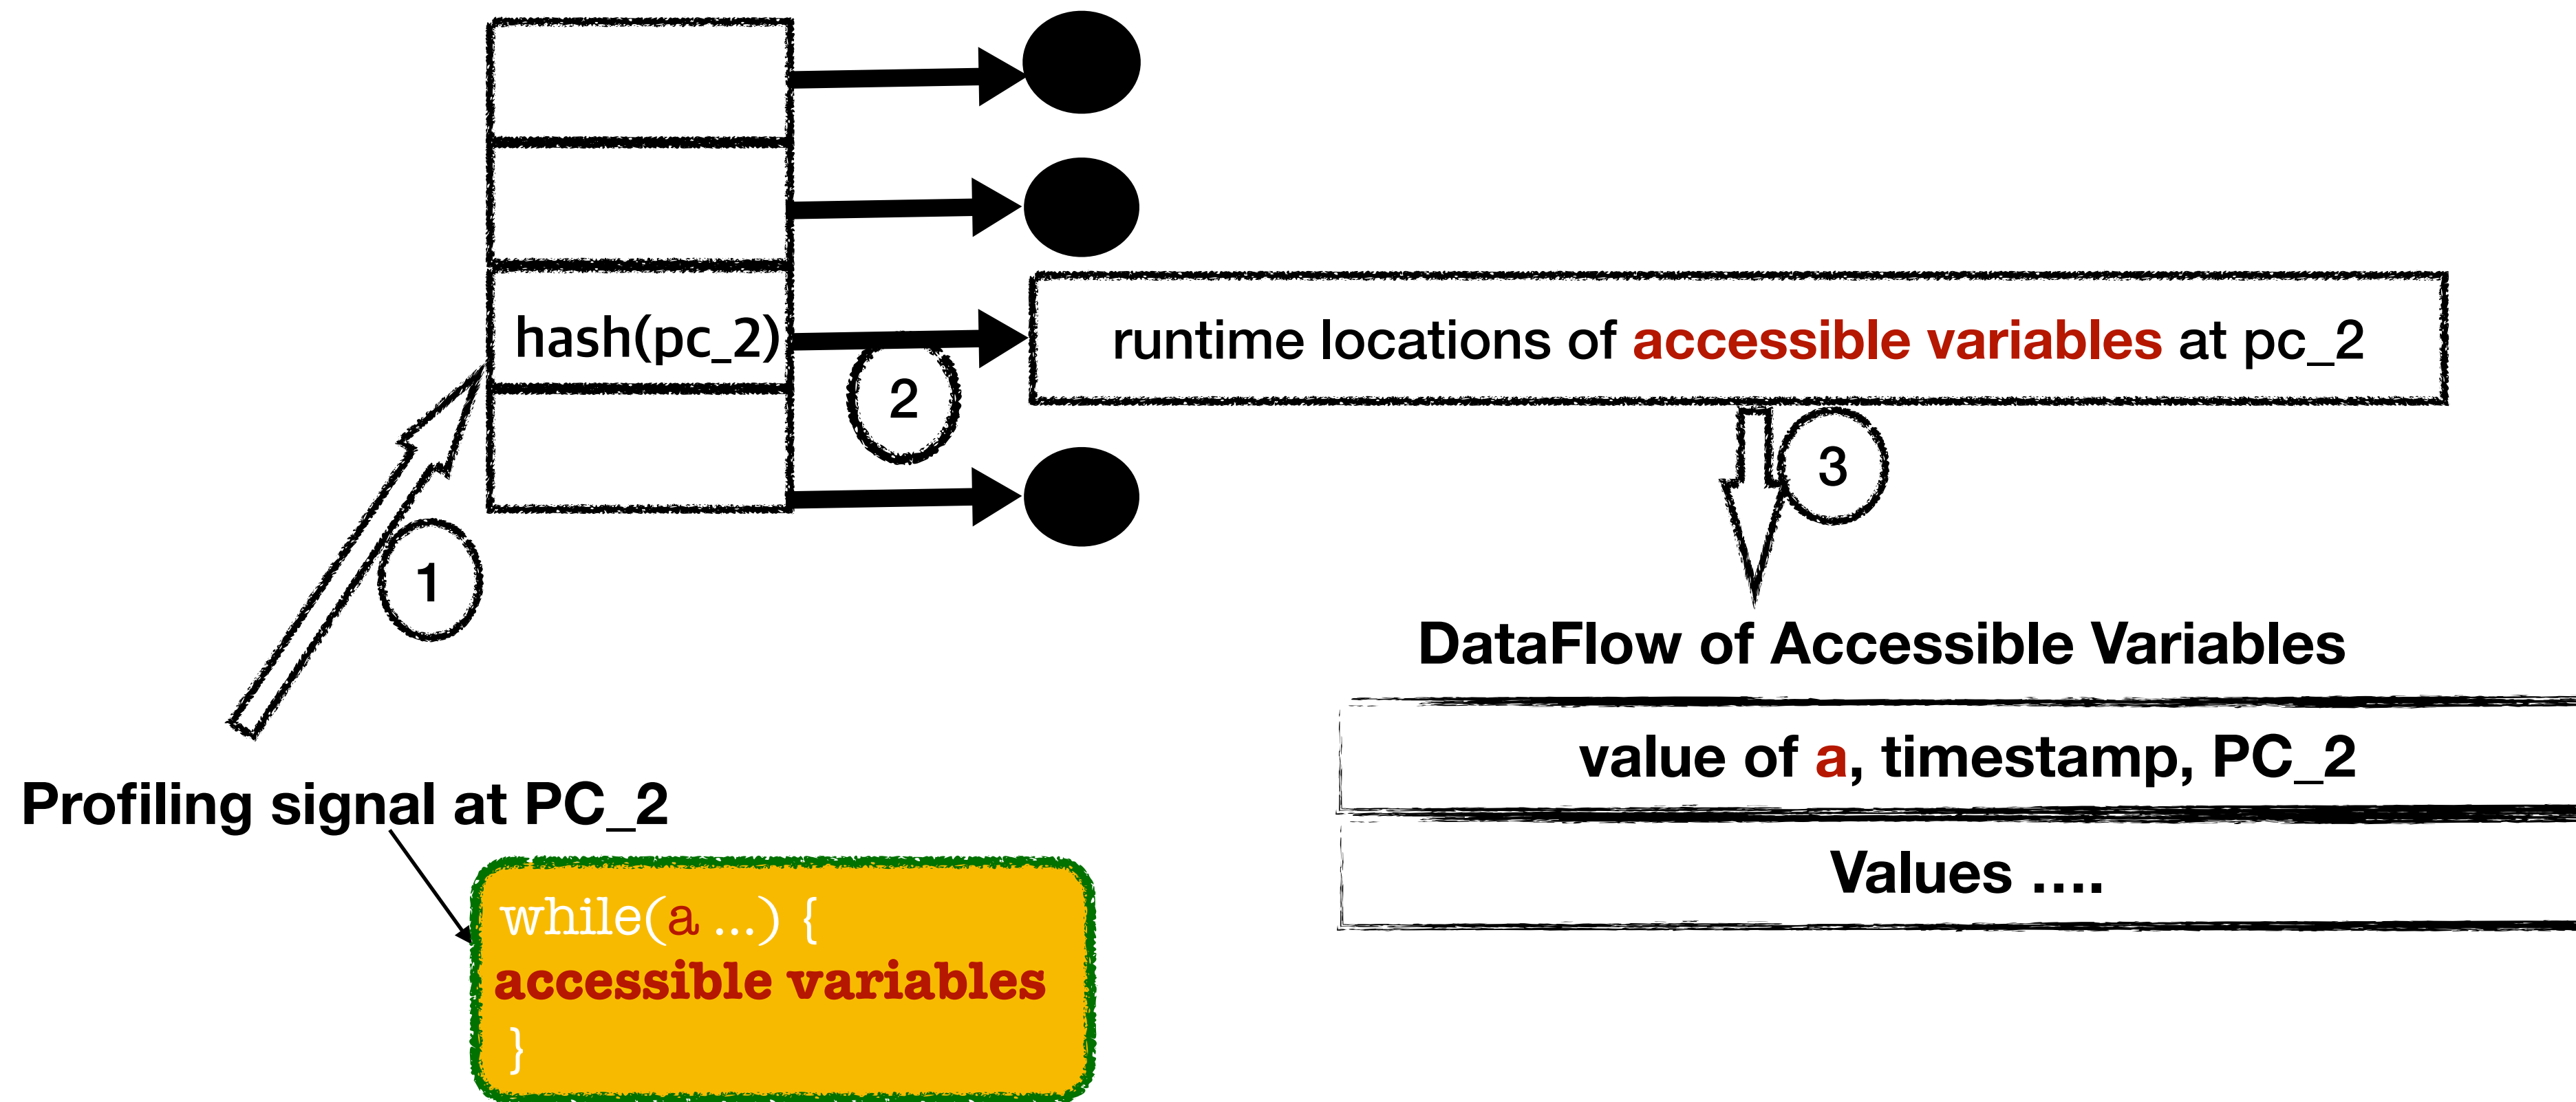 hash(pc_2)
runtime locations of accessible variables at pc_2
2
3
1
DataFlow of Accessible Variables
value of a, timestamp, PC_2
Values ....
Profiling signal at PC_2
while(a ...) {
accessible variables
}